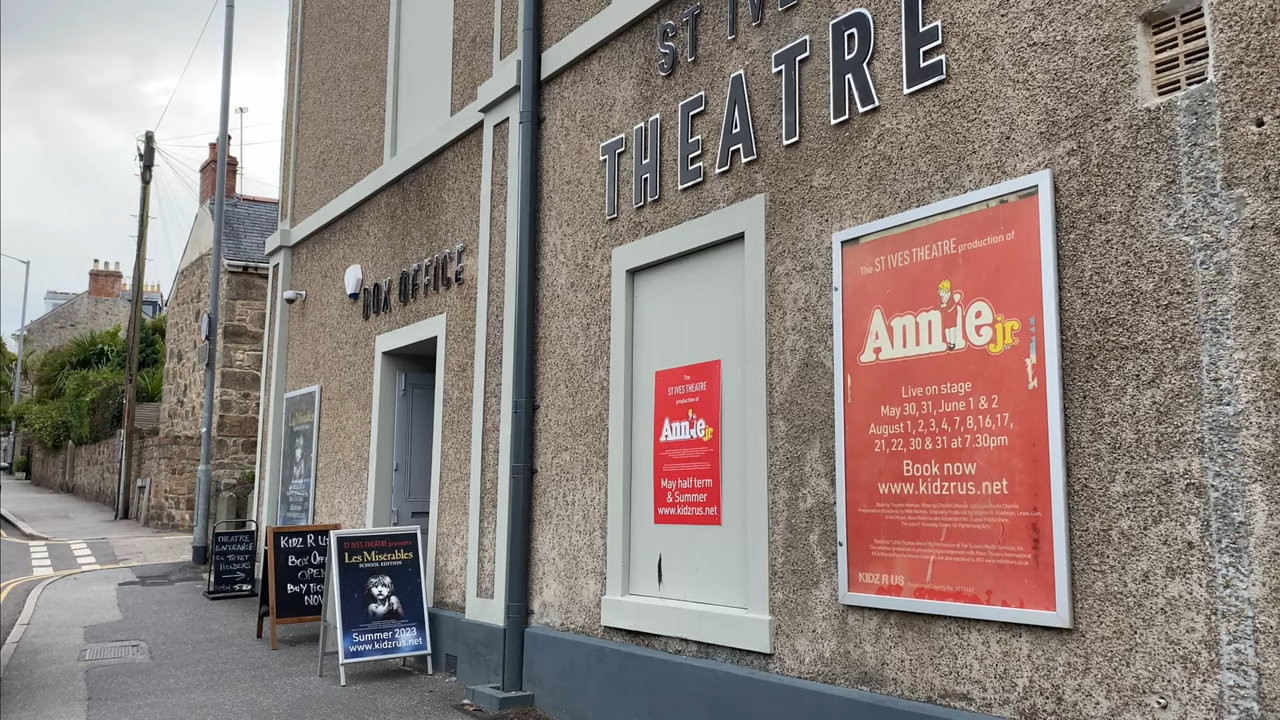 ST IVES
THEATRE
BOX OFFICE
THEATRE
ENTRANCE
TICKET
HOLDERS
KIDZ R US
BOX OFFICE
OPEN
BUY
NOW
ST IVES THEATRE presents
LES MISÉRABLES
SCHOOL EDITION
Summer 2023
www.kidzrus.net
The
ST IVES THEATRE
production of
Annie jr
May half term
& Summer
www.kidzrus.net
The ST IVES THEATRE production of
Annie jr
Live on stage
May 30, 31, June 1 & 2
August 1, 2, 3, 4, 7, 8,16,17,
21, 22, 30 & 31 at 7.30pm
Book now
www.kidzrus.net
KIDZ R US Registered Charity No.